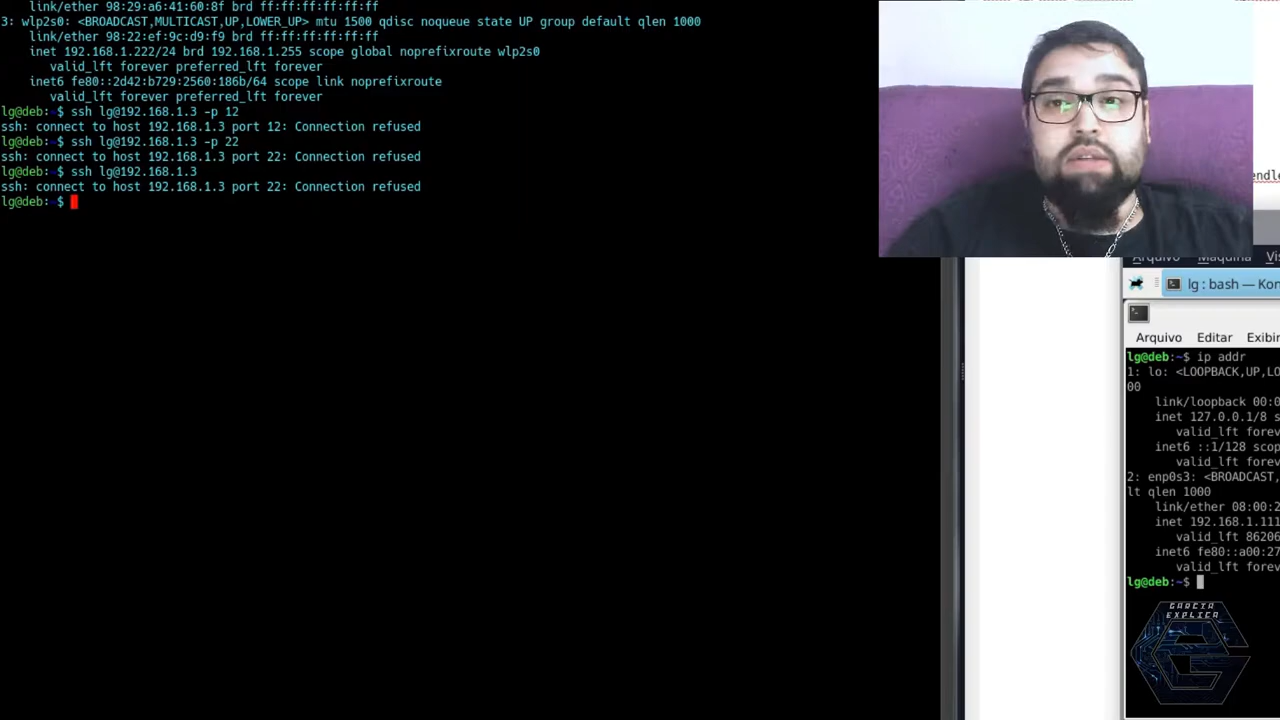 link/ether 98:29:a6:41:60:8f brd ff:ff:ff:ff:ff:ff
3: wlp2s0: <BROADCAST,MULTICAST,UP,LOWER_UP> mtu 1500 qdisc noqueue state UP group default qlen 1000
link/ether 98:22:ef:9c:d9:f9 brd ff:ff:ff:ff:ff:ff
inet 192.168.1.222/24 brd 192.168.1.255 scope global noprefixroute wlp2s0
valid_lft forever preferred_lft forever
inet6 fe80::2d42:b729:2560:186b/64 scope link noprefixroute
valid_lft forever preferred_lft forever
lg@deb:~$ ssh lg@192.168.1.3 -p 12
ssh: connect to host 192.168.1.3 port 12: Connection refused
lg@deb:~$ ssh lg@192.168.1.3 -p 22
ssh: connect to host 192.168.1.3 port 22: Connection refused
lg@deb:~$ ssh lg@192.168.1.3
ssh: connect to host 192.168.1.3 port 22: Connection refused
lg@deb:~$
endle
Arquivo Máquina Vis
lg : bash — Kon
Arquivo Editar Exibir
lg@deb:~$ ip addr
1: lo: <LOOPBACK,UP,LO
00
link/loopback 00:0
inet 127.0.0.1/8 s
valid_lft forev
inet6 ::1/128 scop
valid_lft forev
2: enp0s3: <BROADCAST,
lt qlen 1000
link/ether 08:00:2
inet 192.168.1.111
valid_lft 86206
inet6 fe80::a00:27
valid_lft forev
lg@deb:~$
GARCIA
EXPLICA